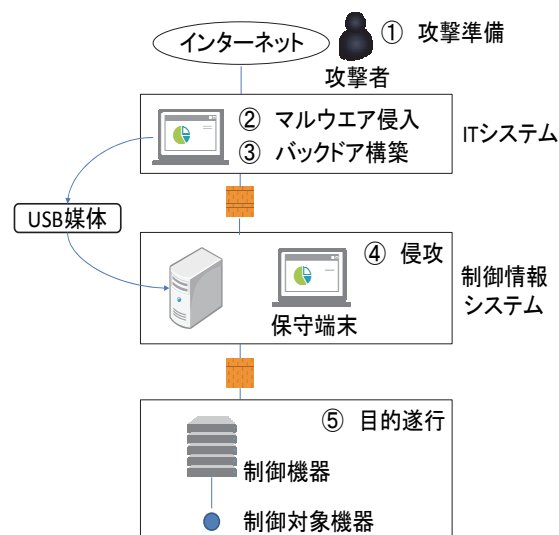 インターネット
① 攻撃準備
攻撃者
② マルウエア侵入
③ バックドア構築
ITシステム
USB媒体
④ 侵攻
保守端末
制御情報
システム
⑤ 目的遂行
制御機器
制御対象機器